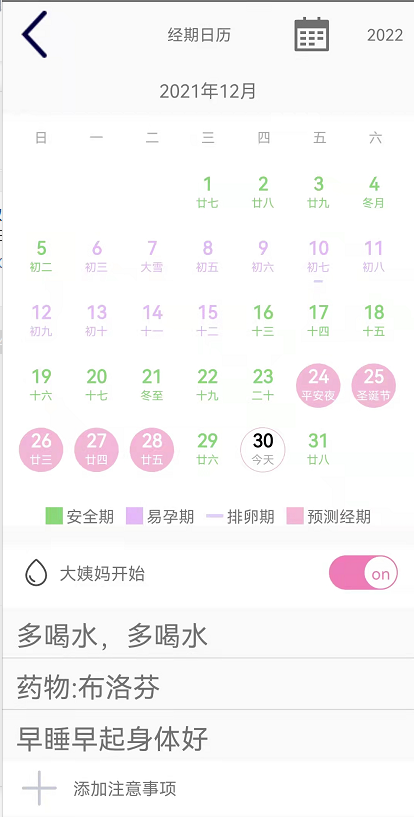 经期日历 2022
2021年12月
日 一 二 三 四 五 六
1 2 3 4
廿七 廿八 廿九 冬月
5 6 7 8 9 10 11
初二 初三 大雪 初五 初六 初七 初八
12 13 14 15 16 17 18
初九 初十 十一 十二 十三 十四 十五
19 20 21 22 23 24 25
十六 十七 冬至 十九 二十 平安夜 圣诞节
26 27 28 29 30 31
廿三 廿四 廿五 廿六 今天 廿八
安全期 易孕期 排卵期 预测经期
大姨妈开始 on
多喝水，多喝水
药物:布洛芬
早睡早起身体好
添加注意事项